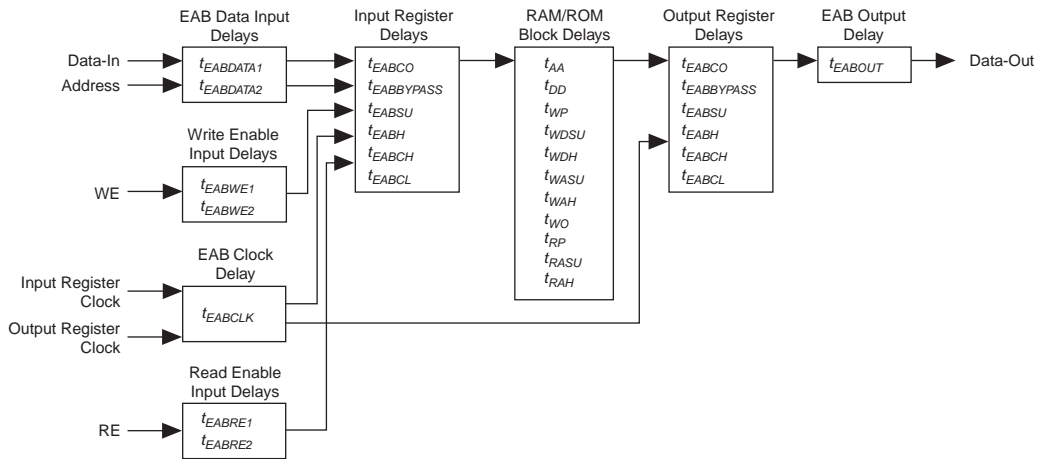 EAB Data Input
Delays
Data-In
Address
tEABDATA1
tEABDATA2
Write Enable
Input Delays
WE
tEABWE1
tEABWE2
EAB Clock
Delay
Input Register
Clock
Output Register
Clock
tEABCLK
Read Enable
Input Delays
RE
tEABRE1
tEABRE2
Input Register
Delays
tEABCO
tEABBYPASS
tEABSU
tEABH
tEABCH
tEABCL
RAM/ROM
Block Delays
tAA
tDD
tWP
tWDSU
tWDH
tWASU
tWAH
tWO
tRP
tRASU
tRAH
Output Register
Delays
tEABCO
tEABBYPASS
tEABSU
tEABH
tEABCH
tEABCL
EAB Output
Delay
tEABOUT
Data-Out